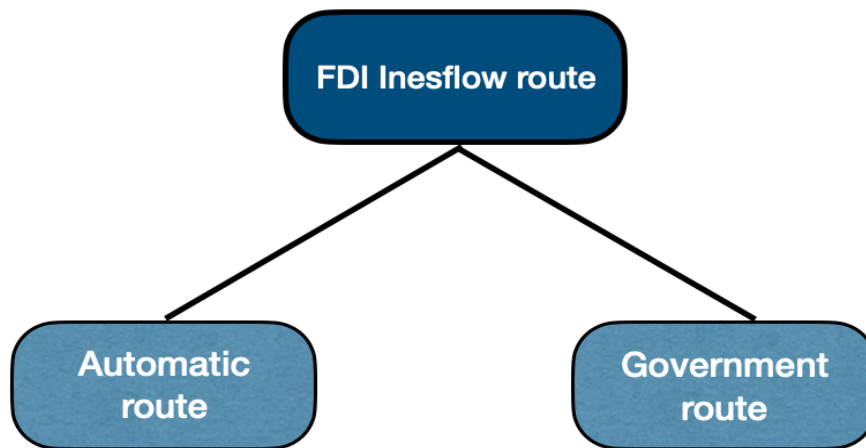 FDI Inesflow route
Automatic
route
Government
route